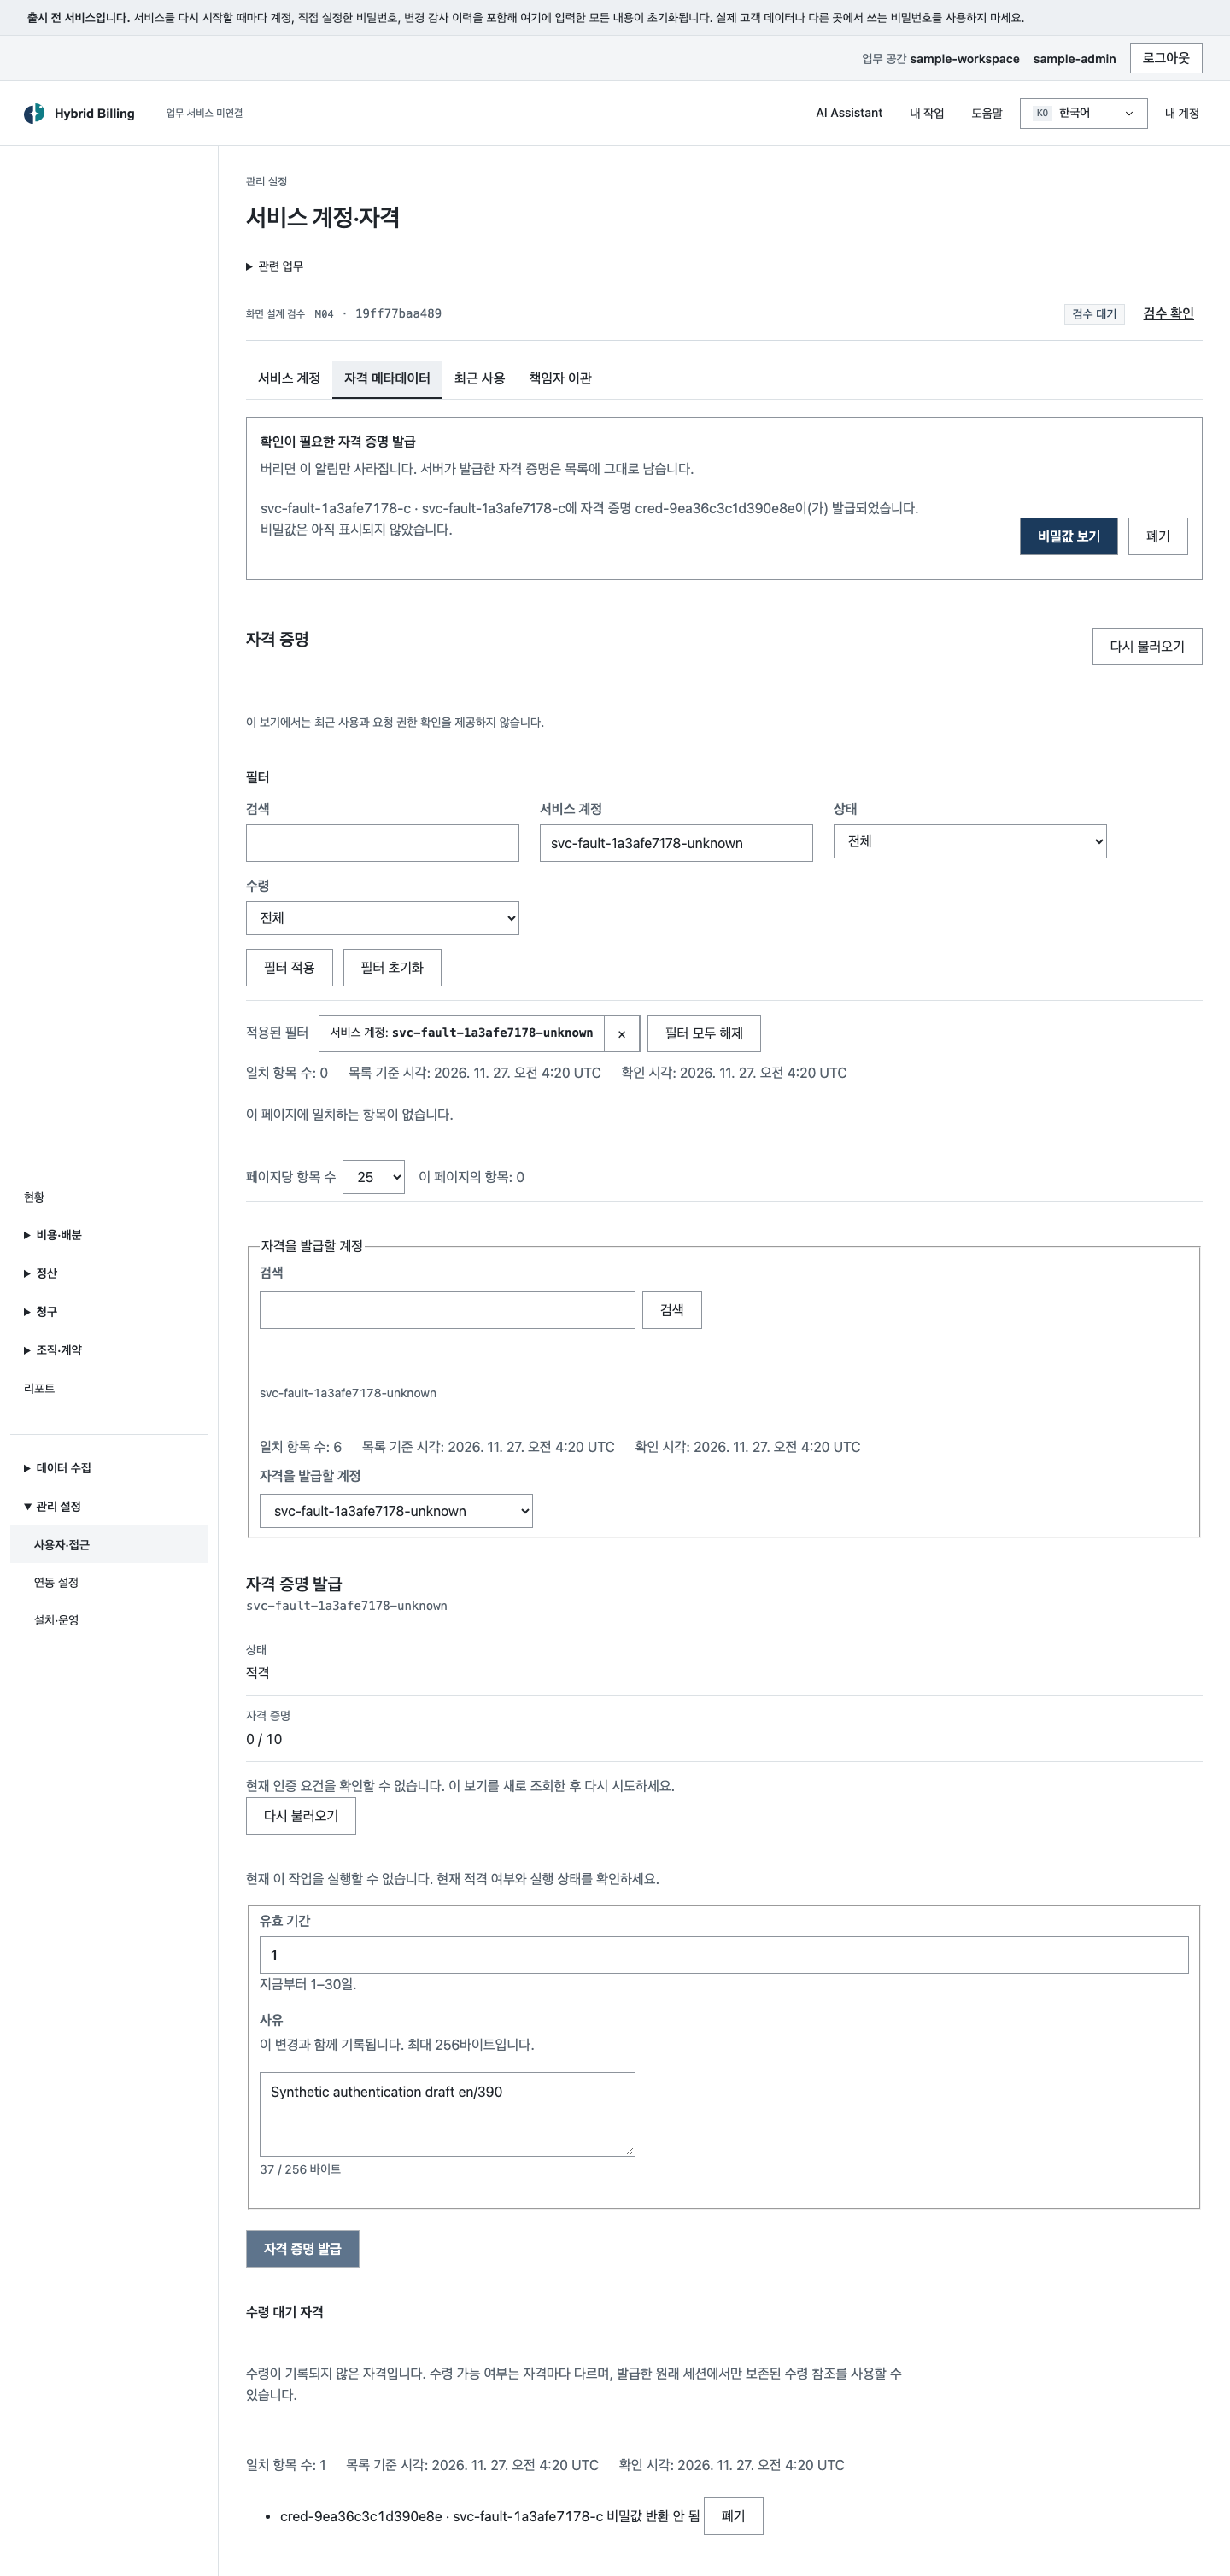 출시 전 서비스입니다. 서비스를 다시 시작할 때마다 계정, 직접 설정한 비밀번호, 변경 감사 이력을 포함해 여기에 입력한 모든 내용이 초기화됩니다. 실제 고객 데이터나 다른 곳에서 쓰는 비밀번호를 사용하지 마세요.
업무 공간 sample-workspace sample-admin 로그아웃
Hybrid Billing 업무 서비스 미연결 AI Assistant 내 작업 도움말 KO 한국어 내 계정
관리 설정
서비스 계정·자격
▶ 관련 업무
화면 설계 검수 M04 · 19ff77baa489 검수 대기 검수 확인
서비스 계정 자격 메타데이터 최근 사용 책임자 이관
확인이 필요한 자격 증명 발급
버리면 이 알림만 사라집니다. 서버가 발급한 자격 증명은 목록에 그대로 남습니다.
svc-fault-1a3afe7178-c · svc-fault-1a3afe7178-c에 자격 증명 cred-9ea36c3c1d390e8e이(가) 발급되었습니다.
비밀값은 아직 표시되지 않았습니다.
비밀값 보기 폐기
자격 증명
다시 불러오기
이 보기에서는 최근 사용과 요청 권한 확인을 제공하지 않습니다.
필터
검색 서비스 계정 상태
svc-fault-1a3afe7178-unknown 전체
수령
전체
필터 적용 필터 초기화
적용된 필터 서비스 계정: svc-fault-1a3afe7178-unknown × 필터 모두 해제
일치 항목 수: 0 목록 기준 시각: 2026. 11. 27. 오전 4:20 UTC 확인 시각: 2026. 11. 27. 오전 4:20 UTC
이 페이지에 일치하는 항목이 없습니다.
페이지당 항목 수 25 이 페이지의 항목: 0
현황
▶ 비용·배분
▶ 정산
▶ 청구
▶ 조직·계약
리포트
▶ 데이터 수집
▼ 관리 설정
사용자·접근
연동 설정
설치·운영
자격을 발급할 계정
검색
검색
svc-fault-1a3afe7178-unknown
일치 항목 수: 6 목록 기준 시각: 2026. 11. 27. 오전 4:20 UTC 확인 시각: 2026. 11. 27. 오전 4:20 UTC
자격을 발급할 계정
svc-fault-1a3afe7178-unknown
자격 증명 발급
svc-fault-1a3afe7178-unknown
상태
적격
자격 증명
0 / 10
현재 인증 요건을 확인할 수 없습니다. 이 보기를 새로 조회한 후 다시 시도하세요.
다시 불러오기
현재 이 작업을 실행할 수 없습니다. 현재 적격 여부와 실행 상태를 확인하세요.
유효 기간
1
지금부터 1–30일.
사유
이 변경과 함께 기록됩니다. 최대 256바이트입니다.
Synthetic authentication draft en/390
37 / 256 바이트
자격 증명 발급
수령 대기 자격
수령이 기록되지 않은 자격입니다. 수령 가능 여부는 자격마다 다르며, 발급한 원래 세션에서만 보존된 수령 참조를 사용할 수
있습니다.
일치 항목 수: 1 목록 기준 시각: 2026. 11. 27. 오전 4:20 UTC 확인 시각: 2026. 11. 27. 오전 4:20 UTC
• cred-9ea36c3c1d390e8e · svc-fault-1a3afe7178-c 비밀값 반환 안 됨 폐기